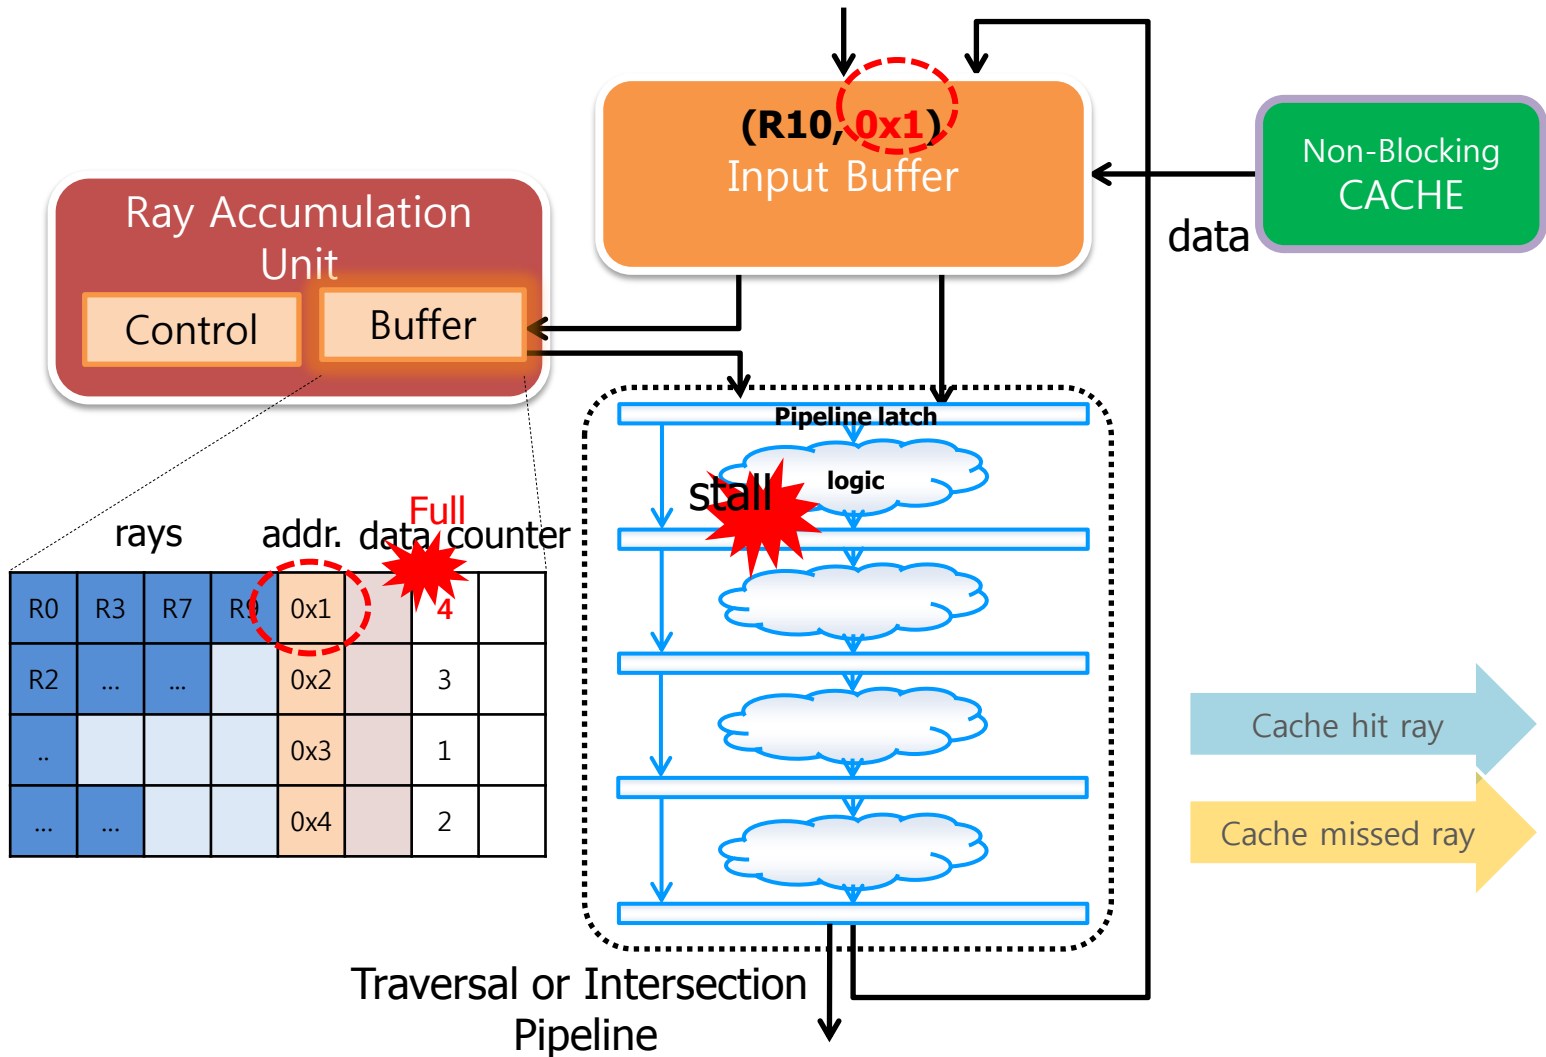 (R10, 0x1)
Input Buffer
Non-Blocking
CACHE
data
Ray Accumulation
Unit
Control
Buffer
Pipeline latch
logic
stall
Full
rays addr. data counter
R0 R3 R7 R9 0x1 4
R2 ... ... 0x2 3
.. 0x3 1
... ... 0x4 2
Cache hit ray
Cache missed ray
Traversal or Intersection
Pipeline